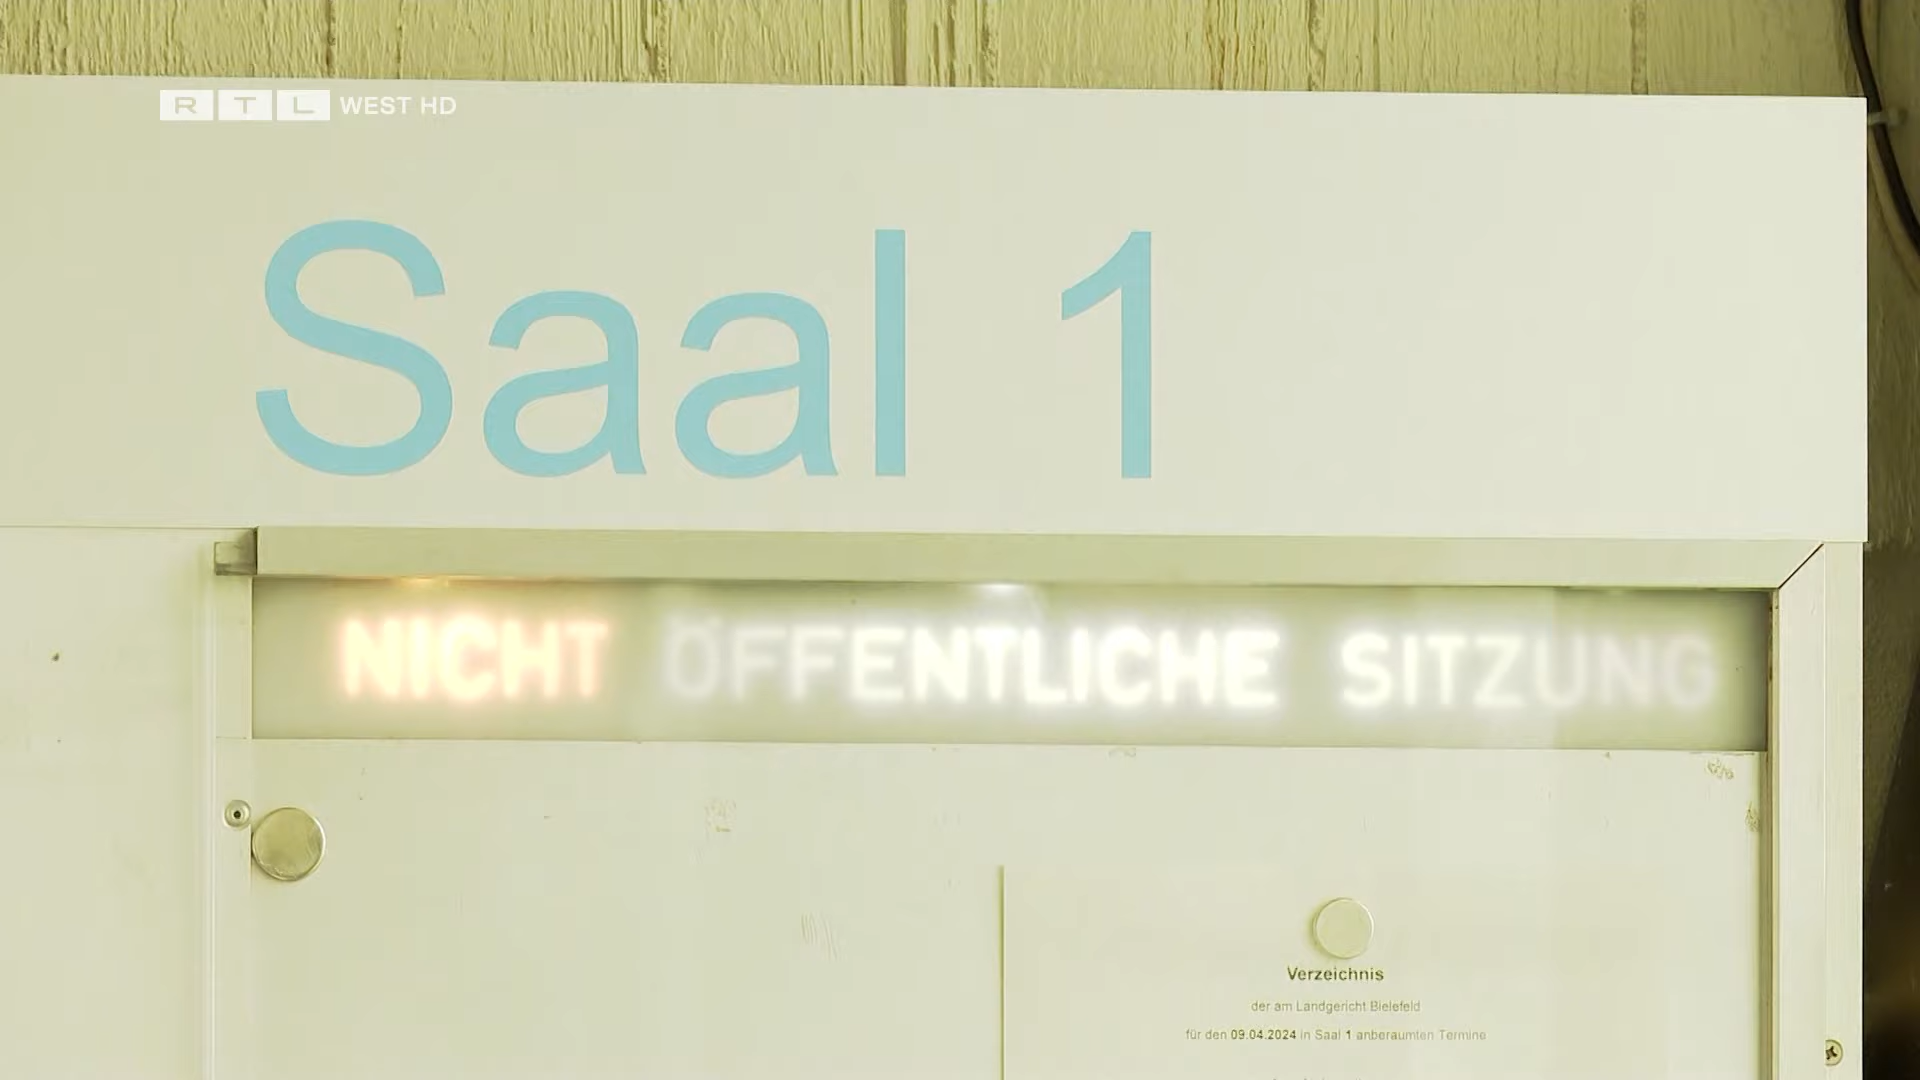 RTL WEST HD
Saal 1
NICHT ÖFFENTLICHE SITZUNG
Verzeichnis
der am Landgericht Bielefeld
für den 09.04.2024 in Saal 1 anberaumten Termine